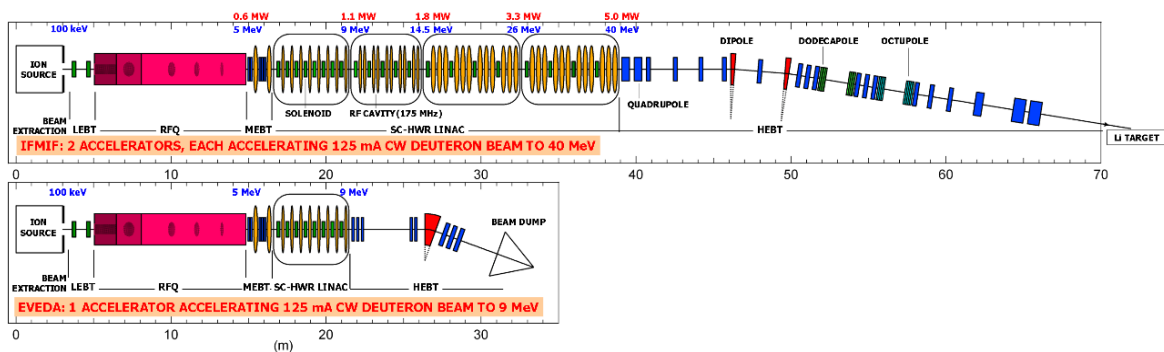 0.6 MW 1.1 MW 1.8 MW 3.3 MW 5.0 MW
100 keV 5 MeV 9 MeV 14.5 MeV 26 MeV 40 MeV
DIPOLE
DODECAPOLE
OCTUPOLE
ION
SOURCE
SOLENOID
RF CAVITY(175 MHz)
QUADRUPOLE
BEAM
EXTRACTION
LEBT RFQ MEBT SC-HWR LINAC HEBT
Li TARGET
IFMIF: 2 ACCELERATORS, EACH ACCELERATING 125 mA CW DEUTERON BEAM TO 40 MeV
0 10 20 30 40 50 60 70
100 keV 5 MeV 9 MeV
ION
SOURCE
BEAM DUMP
BEAM
EXTRACTION
LEBT RFQ MEBT SC-HWR LINAC HEBT
EVEDA: 1 ACCELERATOR ACCELERATING 125 mA CW DEUTERON BEAM TO 9 MeV
0 10 20 30
(m)